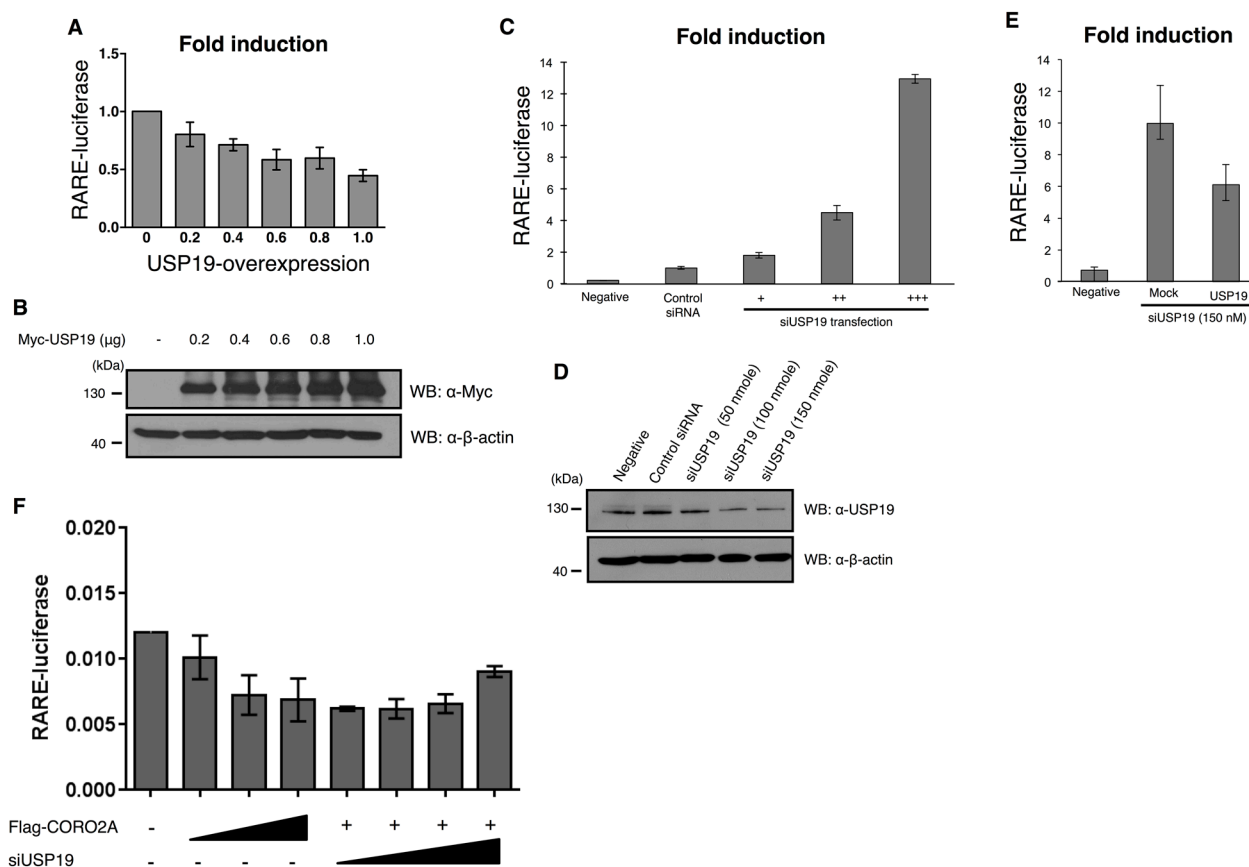 A
Fold induction
RARE-luciferase
1.5
1.0
0.5
0.0
0 0.2 0.4 0.6 0.8 1.0
USP19-overexpression
B
Myc-USP19 (μg) - 0.2 0.4 0.6 0.8 1.0
(kDa)
130
WB: α-Myc
40
WB: α-β-actin
C
Fold induction
RARE-luciferase
14
12
10
8
6
4
2
0
Negative Control siRNA + ++ +++
siUSP19 transfection
D
Negative
Control siRNA
siUSP19 (50 nmole)
siUSP19 (100 nmole)
siUSP19 (150 nmole)
(kDa)
130
WB: α-USP19
40
WB: α-β-actin
E
Fold induction
RARE-luciferase
14
12
10
8
6
4
2
0
Negative Mock USP19
siUSP19 (150 nM)
F
RARE-luciferase
0.020
0.015
0.010
0.005
0.000
Flag-CORO2A - + + + +
siUSP19 - - - -